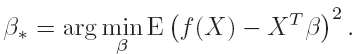 β∗ = arg min_β E (f(X) − X^T β)^2.